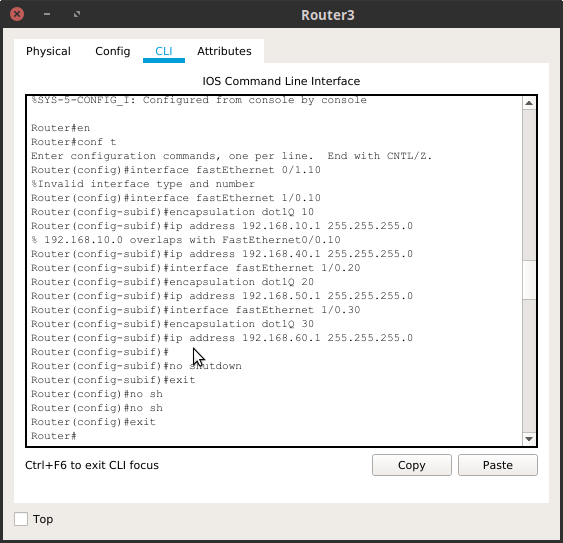 Router3
Physical Config CLI Attributes
IOS Command Line Interface
%SYS-5-CONFIG_I: Configured from console by console
Router#en
Router#conf t
Enter configuration commands, one per line.  End with CNTL/Z.
Router(config)#interface fastEthernet 0/1.10
%Invalid interface type and number
Router(config)#interface fastEthernet 1/0.10
Router(config-subif)#encapsulation dot1Q 10
Router(config-subif)#ip address 192.168.10.1 255.255.255.0
% 192.168.10.0 overlaps with FastEthernet0/0.10
Router(config-subif)#ip address 192.168.40.1 255.255.255.0
Router(config-subif)#interface fastEthernet 1/0.20
Router(config-subif)#encapsulation dot1Q 20
Router(config-subif)#ip address 192.168.50.1 255.255.255.0
Router(config-subif)#interface fastEthernet 1/0.30
Router(config-subif)#encapsulation dot1Q 30
Router(config-subif)#ip address 192.168.60.1 255.255.255.0
Router(config-subif)#
Router(config-subif)#no shutdown
Router(config-subif)#exit
Router(config)#no sh
Router(config)#no sh
Router(config)#exit
Router#
Ctrl+F6 to exit CLI focus
Copy Paste
Top